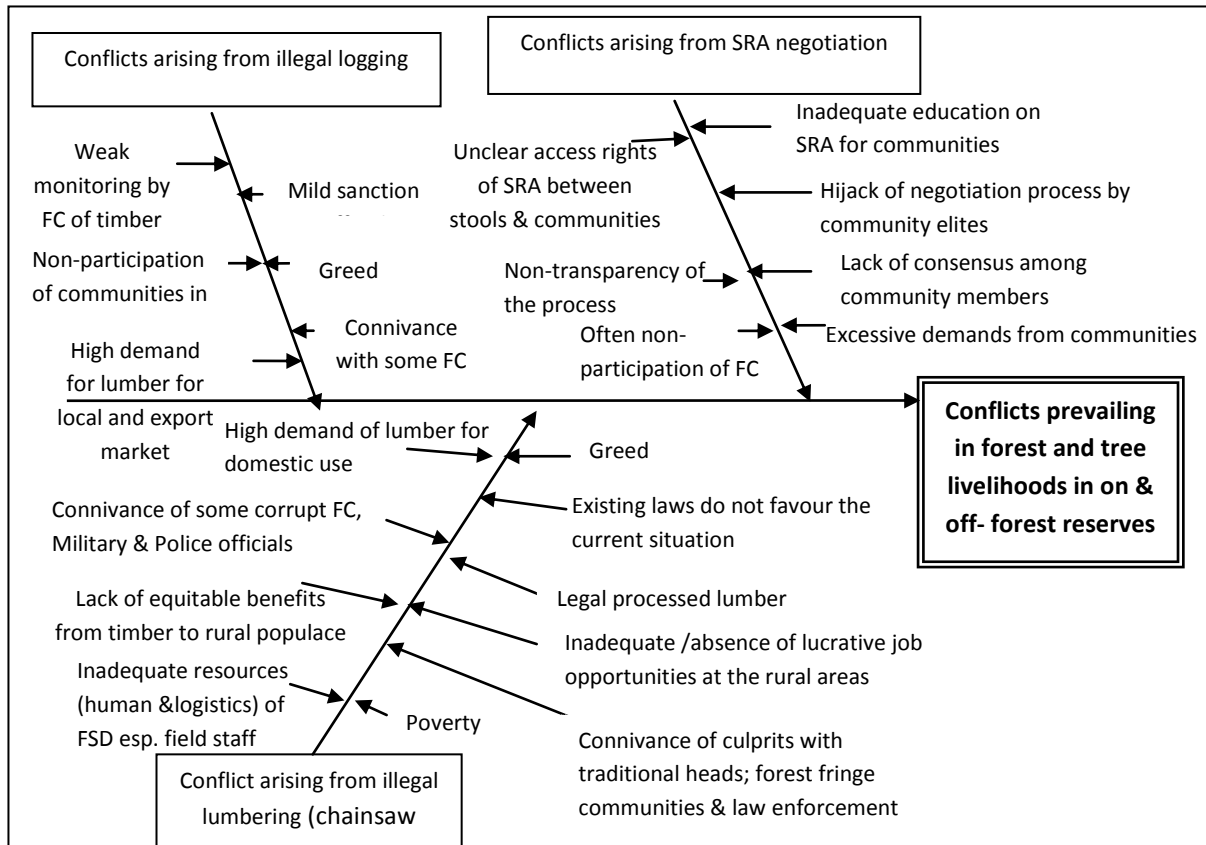 Conflicts arising from illegal logging
Conflicts arising from SRA negotiation
Weak
monitoring by
FC of timber
Mild sanction
Non-participation
of communities in
Greed
Connivance
with some FC
High demand
for lumber for
local and export
market
Unclear access rights
of SRA between
stools & communities
Inadequate education on
SRA for communities
Hijack of negotiation process by
community elites
Non-transparency of
the process
Lack of consensus among
community members
Often non-
participation of FC
Excessive demands from communities
Conflicts prevailing
in forest and tree
livelihoods in on &
off- forest reserves
High demand of lumber for
domestic use
Greed
Connivance of some corrupt FC,
Military & Police officials
Existing laws do not favour the
current situation
Legal processed lumber
Lack of equitable benefits
from timber to rural populace
Inadequate /absence of lucrative job
opportunities at the rural areas
Inadequate resources
(human &logistics) of
FSD esp. field staff
Poverty
Connivance of culprits with
traditional heads; forest fringe
communities & law enforcement
Conflict arising from illegal
lumbering (chainsaw